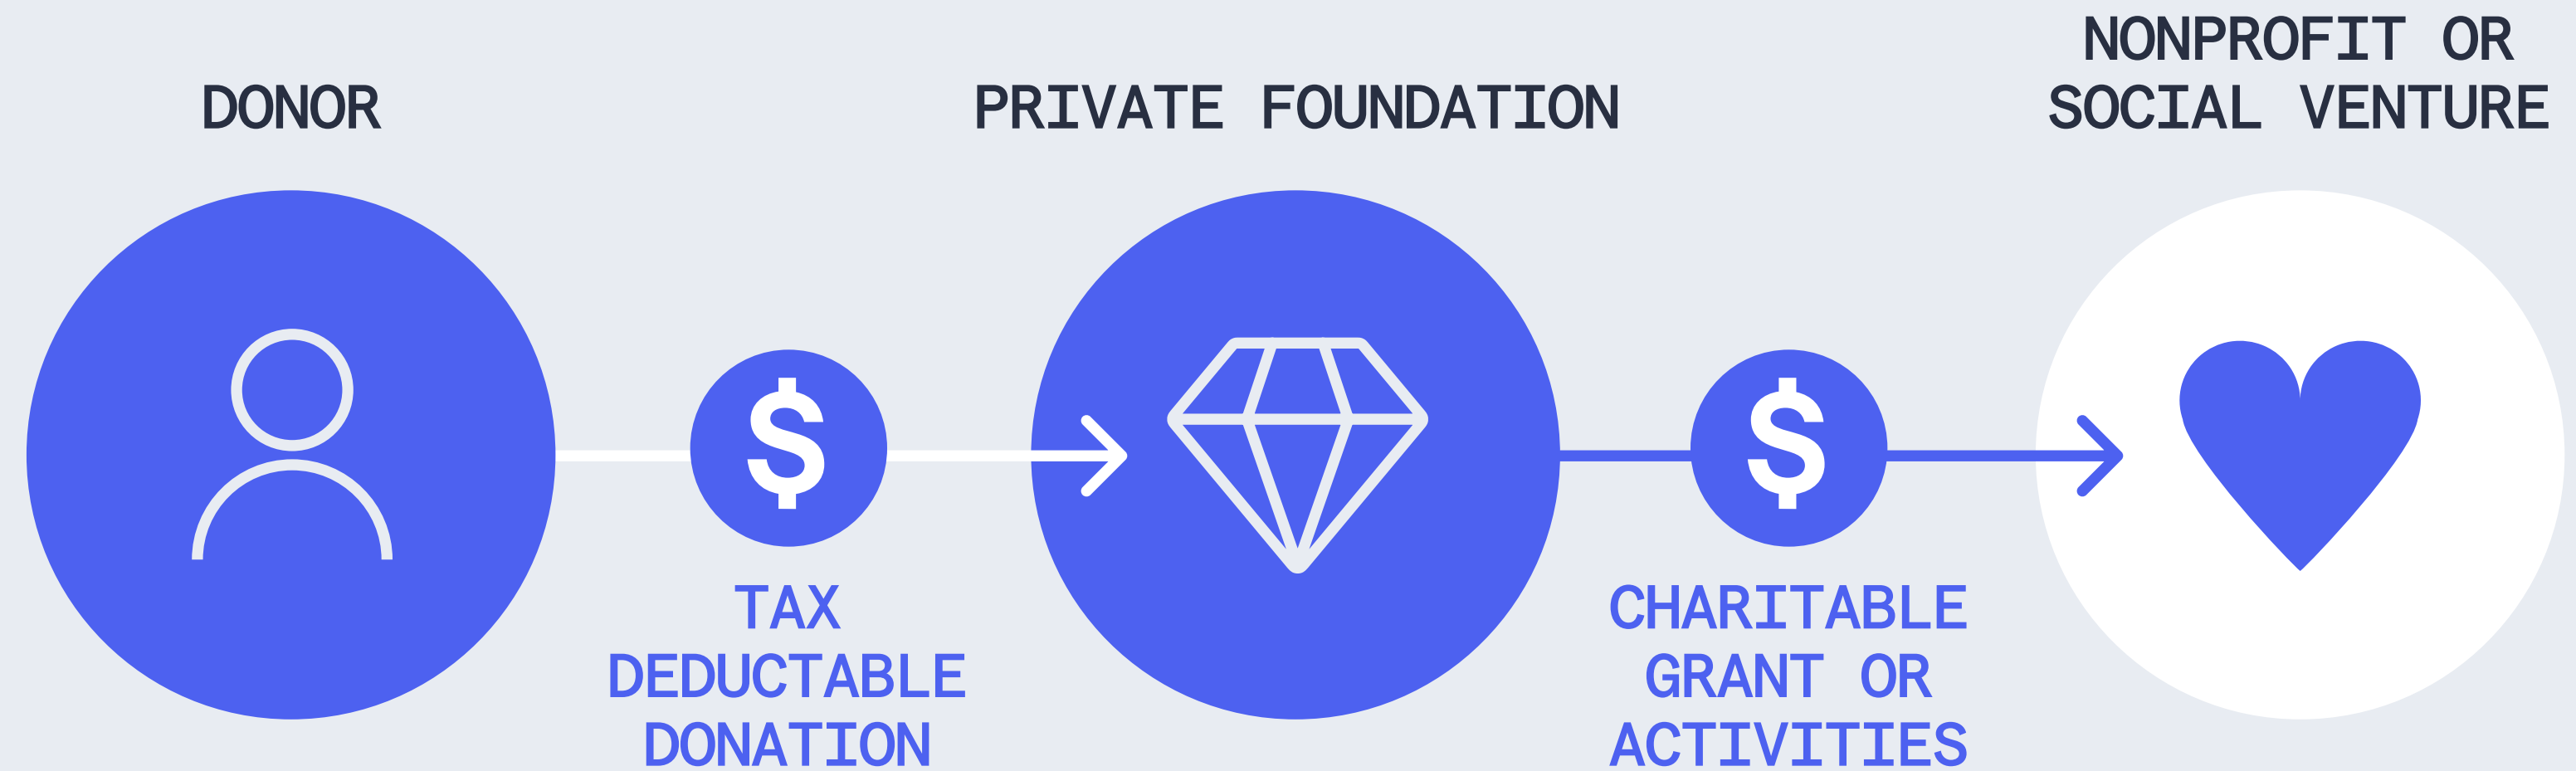 DONOR
PRIVATE FOUNDATION
NONPROFIT OR
SOCIAL VENTURE
$
TAX
DEDUCTABLE
DONATION
$
CHARITABLE
GRANT OR
ACTIVITIES